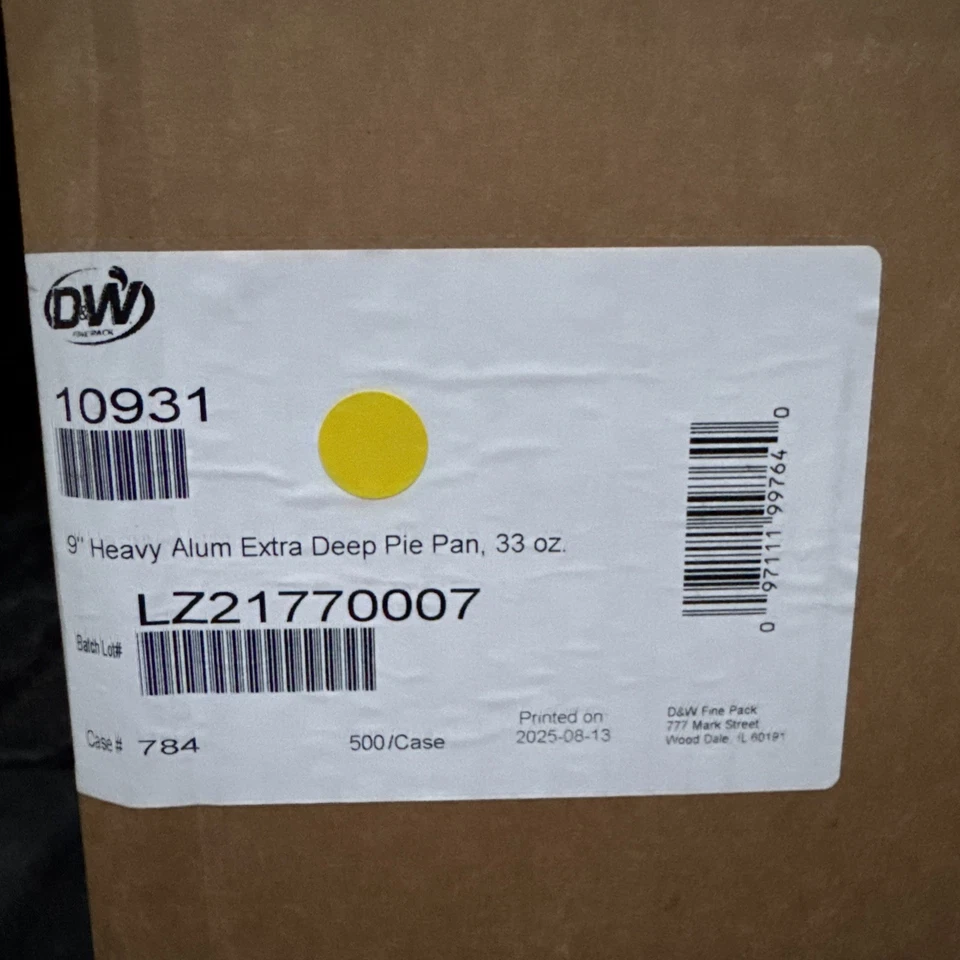 D&W
FINE PACK
10931
9" Heavy Alum Extra Deep Pie Pan, 33 oz.
LZ21770007
Batch Lot#
Case # 784
500/Case
Printed on
2025-08-13
D&W Fine Pack
777 Mark Street
Wood Dale, IL 60191
0 97111 99764 0